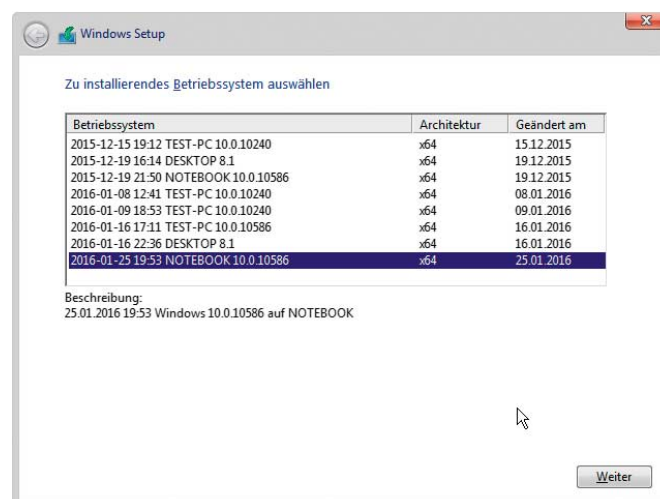 Windows Setup
Zu installierendes Betriebssystem auswählen
Betriebssystem Architektur Geändert am
2015-12-15 19:12 TEST-PC 10.0.10240 x64 15.12.2015
2015-12-19 16:14 DESKTOP 8.1 x64 19.12.2015
2015-12-19 21:50 NOTEBOOK 10.0.10586 x64 19.12.2015
2016-01-08 12:41 TEST-PC 10.0.10240 x64 08.01.2016
2016-01-09 18:53 TEST-PC 10.0.10240 x64 09.01.2016
2016-01-16 17:11 TEST-PC 10.0.10586 x64 16.01.2016
2016-01-16 22:36 DESKTOP 8.1 x64 16.01.2016
2016-01-25 19:53 NOTEBOOK 10.0.10586 x64 25.01.2016
Beschreibung:
25.01.2016 19:53 Windows 10.0.10586 auf NOTEBOOK
Weiter